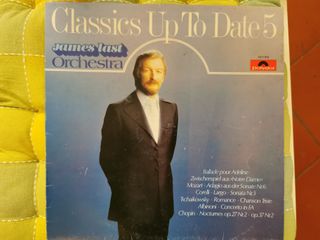 Classics Up To Date 5
james last
Orchestra
polydor
Ballade pour Adeline
Zwischenspiel aus »Notre Dame«
Mozart · Adagio aus der Sonate No.6
Corelli · Largo · Sonata Nr.3
Tschaikowsky · Romance · Chanson Triste
Albinoni · Concerto in FA
Chopin · Nocturnes op.27 Nr.2 · op.37 Nr.2